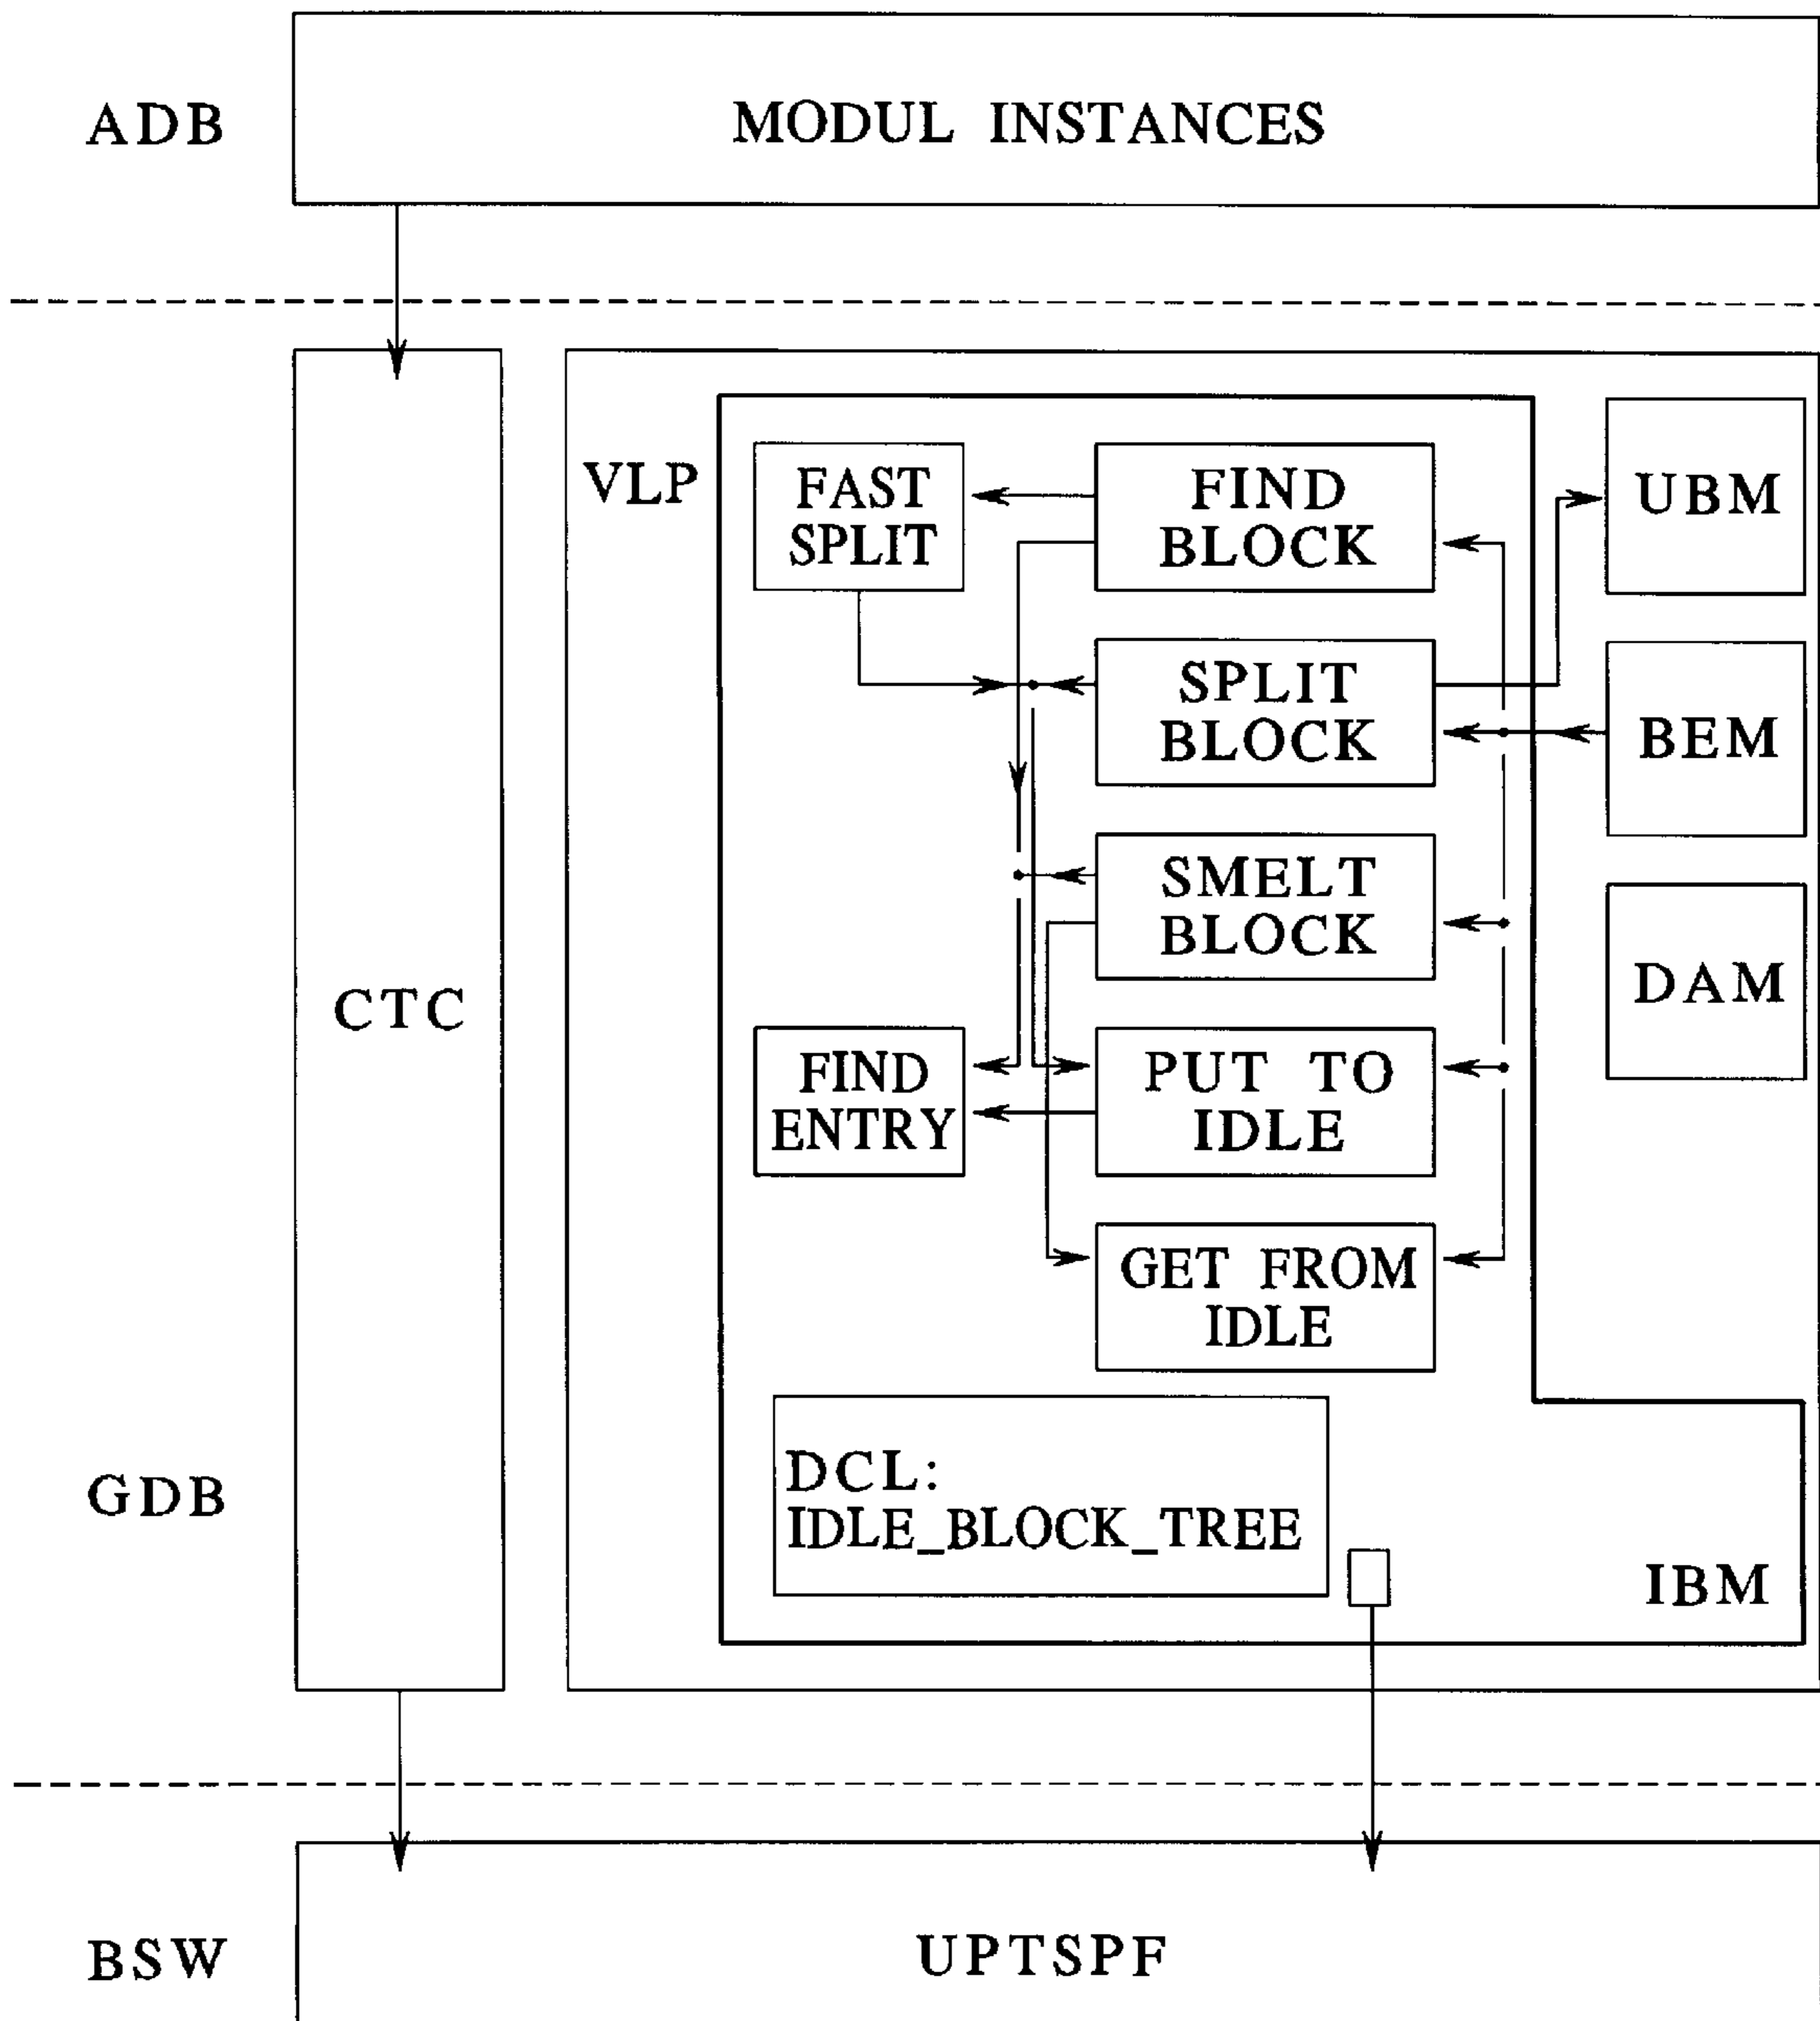 ADB
MODUL INSTANCES
VLP
FAST
SPLIT
FIND
BLOCK
UBM
SPLIT
BLOCK
BEM
SMELT
BLOCK
DAM
CTC
FIND
ENTRY
PUT TO
IDLE
GET FROM
IDLE
GDB
DCL:
IDLE_BLOCK_TREE
IBM
BSW
UPTSPF